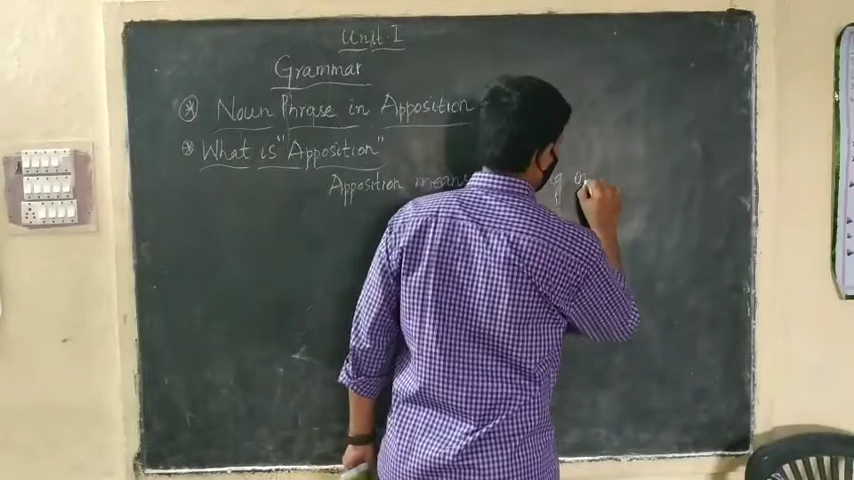 Unit. I
Grammar
Noun Phrase in Apposition
What is "Apposition"
Apposition means